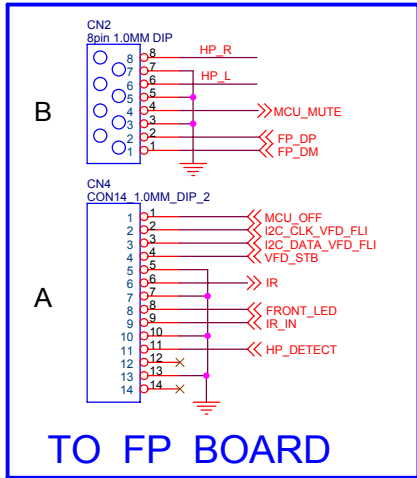 CN2
8pin 1.0MM DIP
8 8 HP_R
7 7
6 6 HP_L
5 5
B 4 4 MCU_MUTE
3 3
2 2 FP_DP
1 1 FP_DM
CN4
CON14_1.0MM_DIP_2
1 1 MCU_OFF
2 2 I2C_CLK_VFD_FLI
3 3 I2C_DATA_VFD_FLI
4 4 VFD_STB
5 5
A 6 6 IR
7 7
8 8 FRONT_LED
9 9 IR_IN
10 10
11 11 HP_DETECT
12 12
13 13
14 14
TO FP BOARD